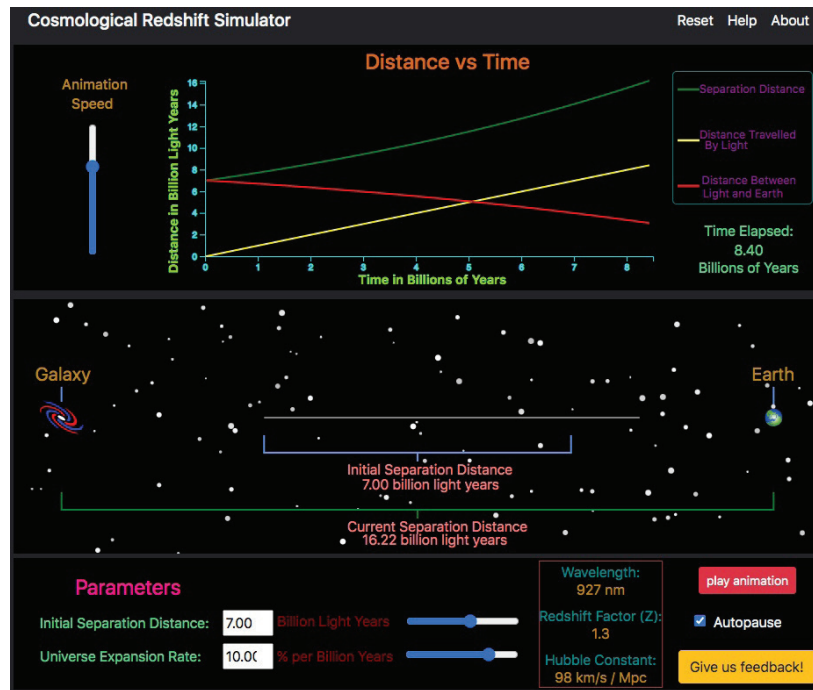 Cosmological Redshift Simulator
Reset Help About
Animation
Speed
Distance vs Time
Distance in Billion Light Years
16
14
12
10
8
6
4
2
0
0 1 2 3 4 5 6 7 8
Time in Billions of Years
Separation Distance
Distance Travelled
By Light
Distance Between
Light and Earth
Time Elapsed:
8.40
Billions of Years
Galaxy
Earth
Initial Separation Distance
7.00 billion light years
Current Separation Distance
16.22 billion light years
Parameters
Initial Separation Distance: 7.00 Billion Light Years
Universe Expansion Rate: 10.0( % per Billion Years
Wavelength:
927 nm
Redshift Factor (Z):
1.3
Hubble Constant:
98 km/s / Mpc
play animation
Autopause
Give us feedback!